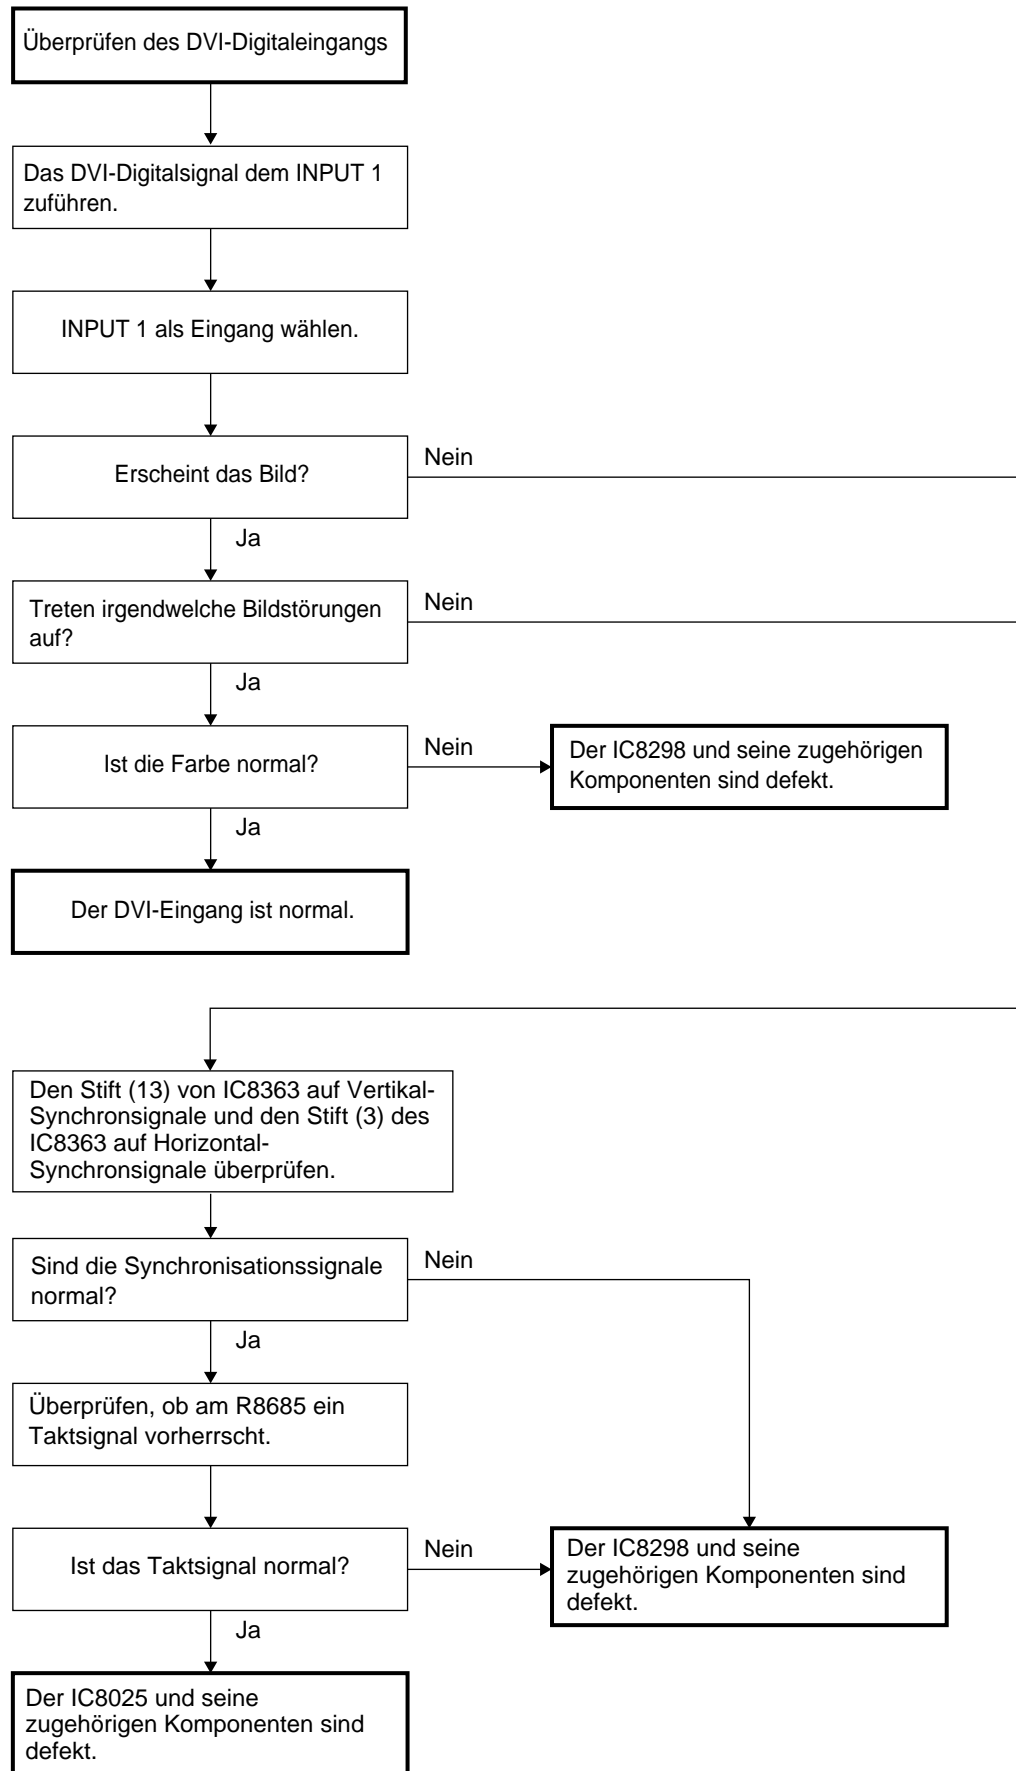 Überprüfen des DVI-Digitaleingangs
Das DVI-Digitalsignal dem INPUT 1
zuführen.
INPUT 1 als Eingang wählen.
Erscheint das Bild?
Nein
Ja
Treten irgendwelche Bildstörungen
auf?
Nein
Ja
Ist die Farbe normal?
Nein
Der IC8298 und seine zugehörigen
Komponenten sind defekt.
Ja
Der DVI-Eingang ist normal.
Den Stift (13) von IC8363 auf Vertikal-
Synchronsignale und den Stift (3) des
IC8363 auf Horizontal-
Synchronsignale überprüfen.
Sind die Synchronisationssignale
normal?
Nein
Ja
Überprüfen, ob am R8685 ein
Taktsignal vorherrscht.
Ist das Taktsignal normal?
Nein
Der IC8298 und seine
zugehörigen Komponenten sind
defekt.
Ja
Der IC8025 und seine
zugehörigen Komponenten sind
defekt.